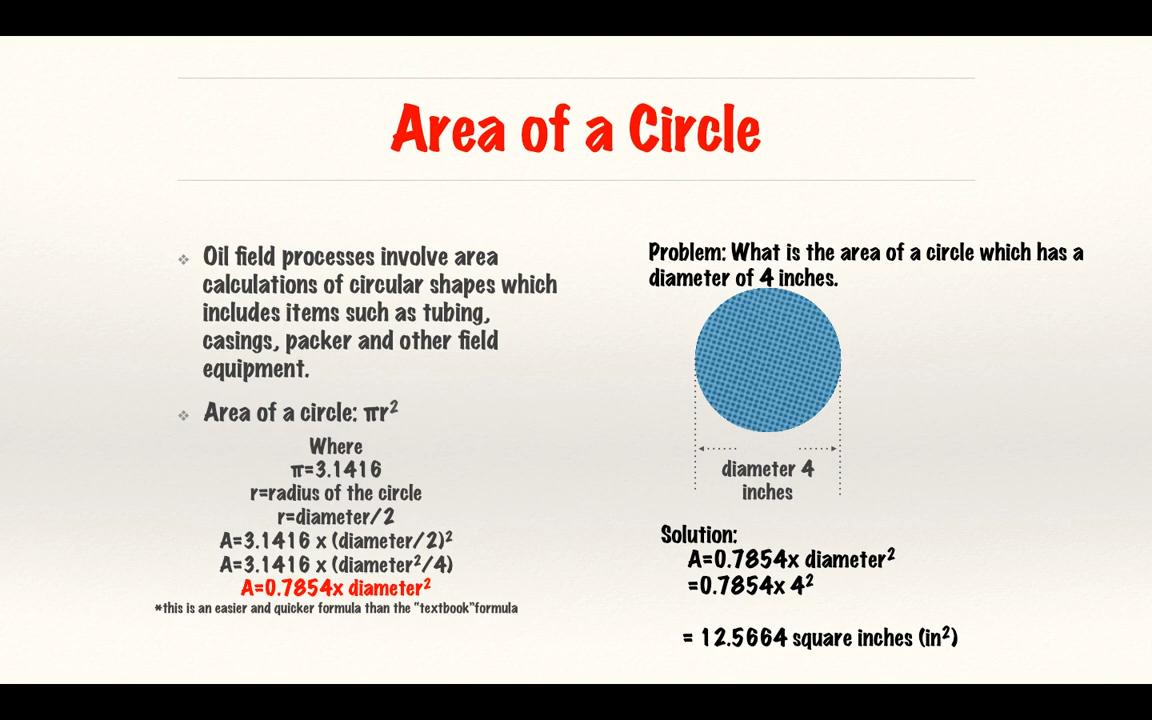 Area of a Circle
❖ Oil field processes involve area
calculations of circular shapes which
includes items such as tubing,
casings, packer and other field
equipment.
❖ Area of a circle: πr²
Where
π=3.1416
r=radius of the circle
r=diameter/2
A=3.1416 x (diameter/2)²
A=3.1416 x (diameter²/4)
A=0.7854x diameter²
*this is an easier and quicker formula than the "textbook"formula
Problem: What is the area of a circle which has a
diameter of 4 inches.
diameter 4
inches
Solution:
A=0.7854x diameter²
=0.7854x 4²
= 12.5664 square inches (in²)